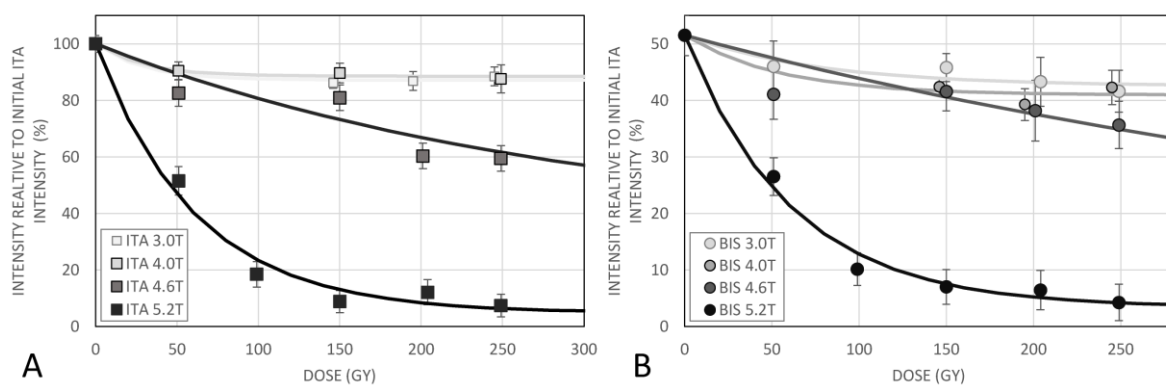 INTENSITY REALTIVE TO INITIAL ITA
INTENSITY (%)
120
100
80
60
40
20
0
ITA 3.0T
ITA 4.0T
ITA 4.6T
ITA 5.2T
0 50 100 150 200 250 300
DOSE (GY)
A
INTENSITY REALTIVE TO INITIAL ITA
INTENSITY (%)
50
40
30
20
10
0
BIS 3.0T
BIS 4.0T
BIS 4.6T
BIS 5.2T
0 50 100 150 200 250
DOSE (GY)
B